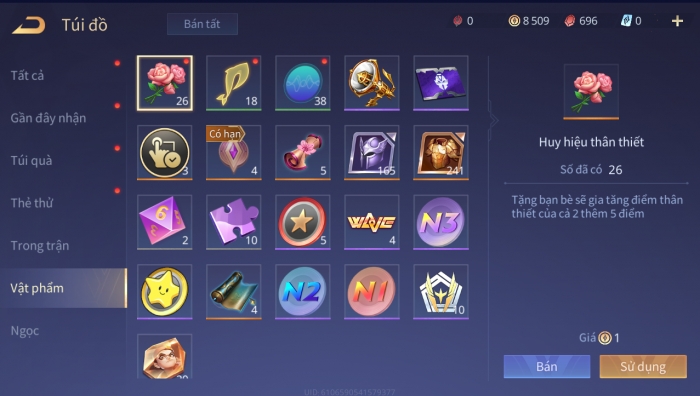 Túi đồ
Bán tất
0
8 509
696
0
Tất cả
Gần đây nhận
Túi quà
Thẻ thử
Trong trận
Vật phẩm
Ngọc
26
18
38
3
Có hạn
4
5
165
241
6
2
10
5
WAVE
4
N3
N2
N1
4
10
20
Huy hiệu thân thiết
Số đã có 26
Tặng bạn bè sẽ gia tăng điểm thân
thiết của cả 2 thêm 5 điểm
Giá 1
Bán
Sử dụng